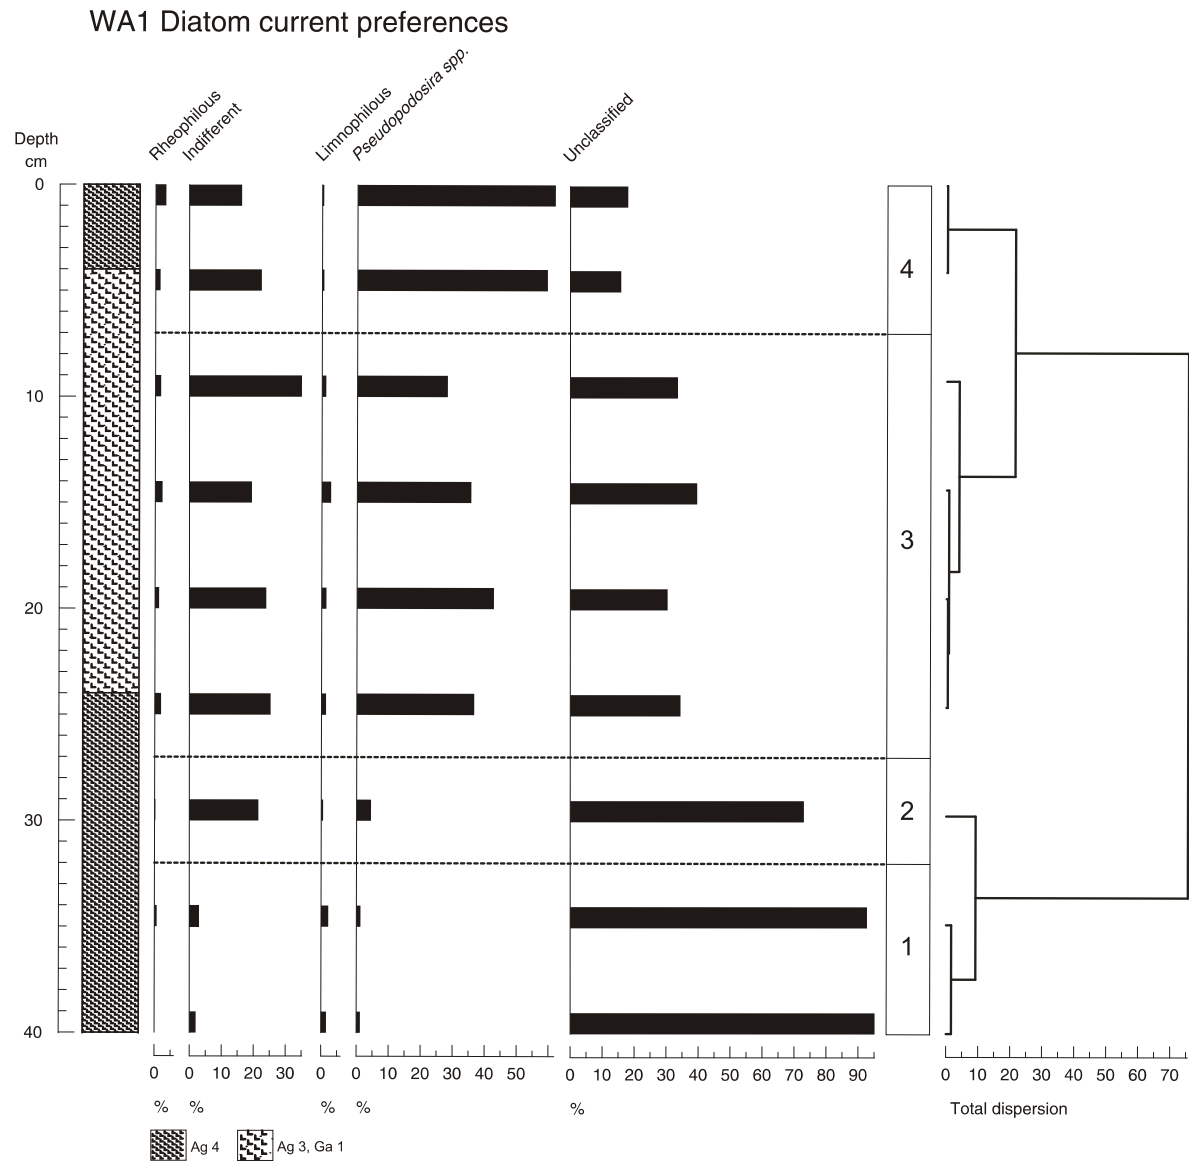 WA1 Diatom current preferences
Rheophilous
Indifferent
Limnophilous
Pseudopodosira spp.
Unclassified
Depth
cm
0
10
20
30
40
4
3
2
1
0 0 10 20 30 0 0 10 20 30 40 50 0 10 20 30 40 50 60 70 80 90 0 10 20 30 40 50 60 70
% % % % % Total dispersion
Ag 4 Ag 3, Ga 1